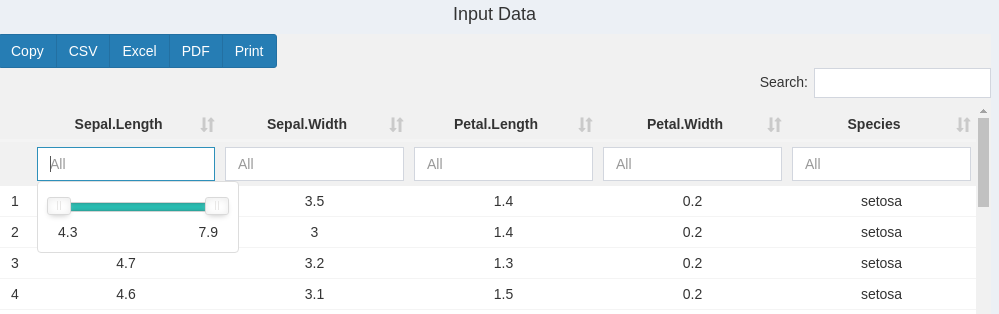 Input Data
Copy CSV Excel PDF Print
Search:
Sepal.Length Sepal.Width Petal.Length Petal.Width Species
All All All All All
1 3.5 1.4 0.2 setosa
4.3 7.9
2 3 1.4 0.2 setosa
3 4.7 3.2 1.3 0.2 setosa
4 4.6 3.1 1.5 0.2 setosa